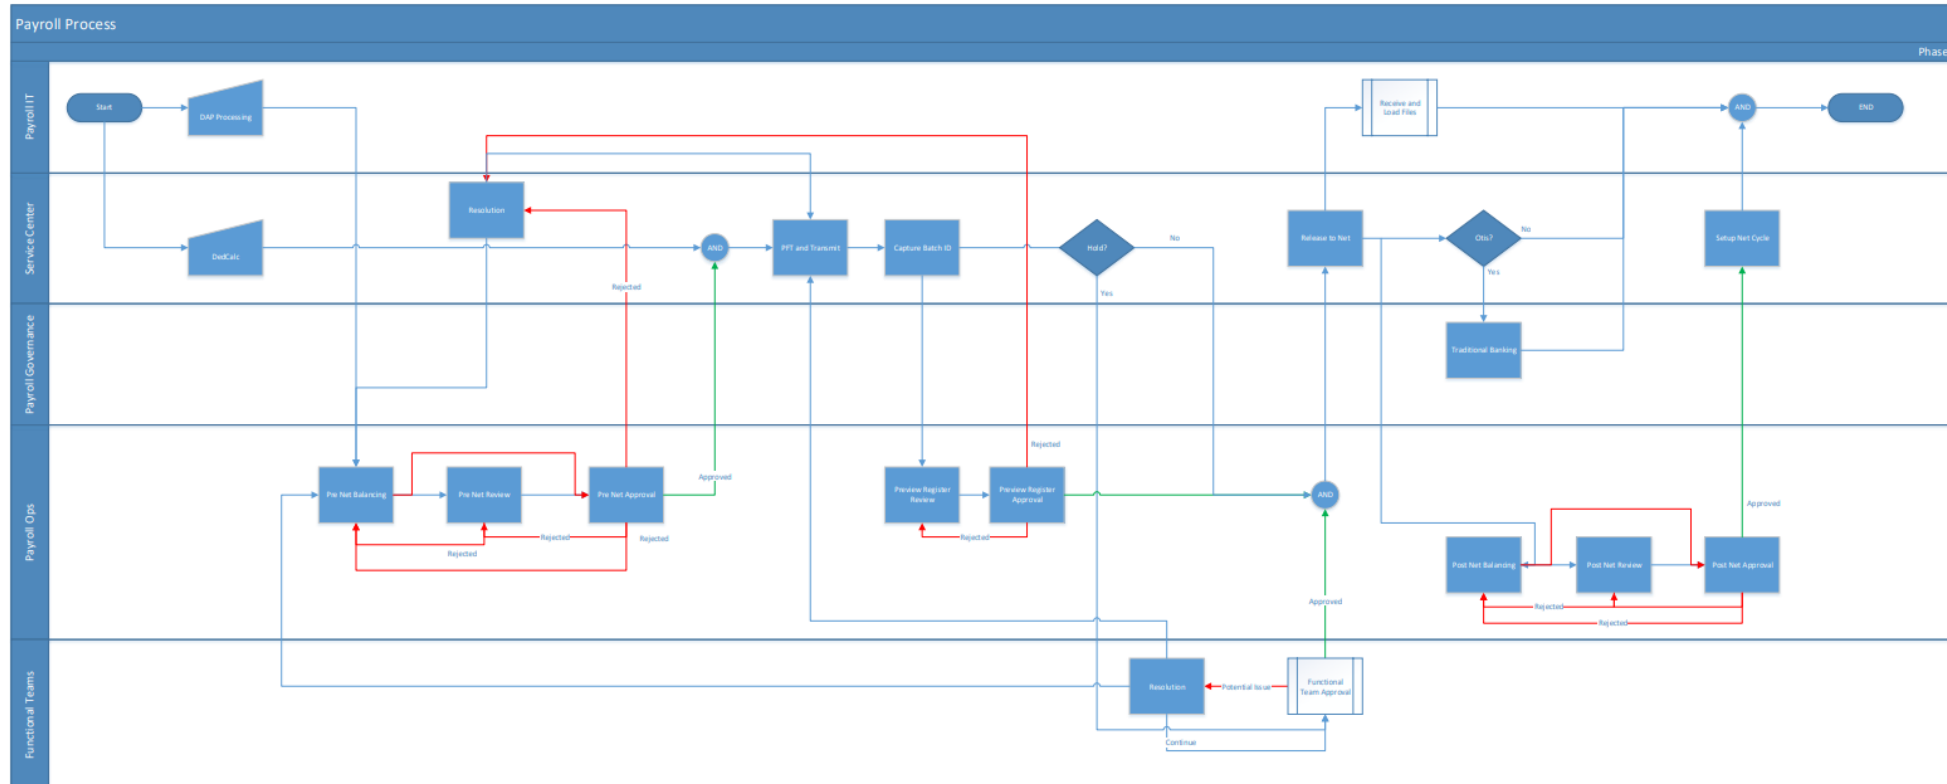 Payroll Process
Phase
Payroll IT
Start
DAP Processing
Receive and
Load Files
AND
END
Service Center
Resolution
DedCalc
AND
PFT and Transmit
Capture Batch ID
Hold?
No
Yes
Release to Net
Otis?
No
Yes
Setup Net Cycle
Rejected
Payroll Governance
Traditional Banking
Payroll Ops
Rejected
Pre Net Balancing
Pre Net Review
Pre Net Approval
Approved
Preview Register
Review
Preview Register
Approval
AND
Approved
Rejected
Rejected
Rejected
Rejected
Post Net Balancing
Post Net Review
Post Net Approval
Approved
Rejected
Rejected
Functional Teams
Resolution
Potential Issue
Functional
Team Approval
Continue